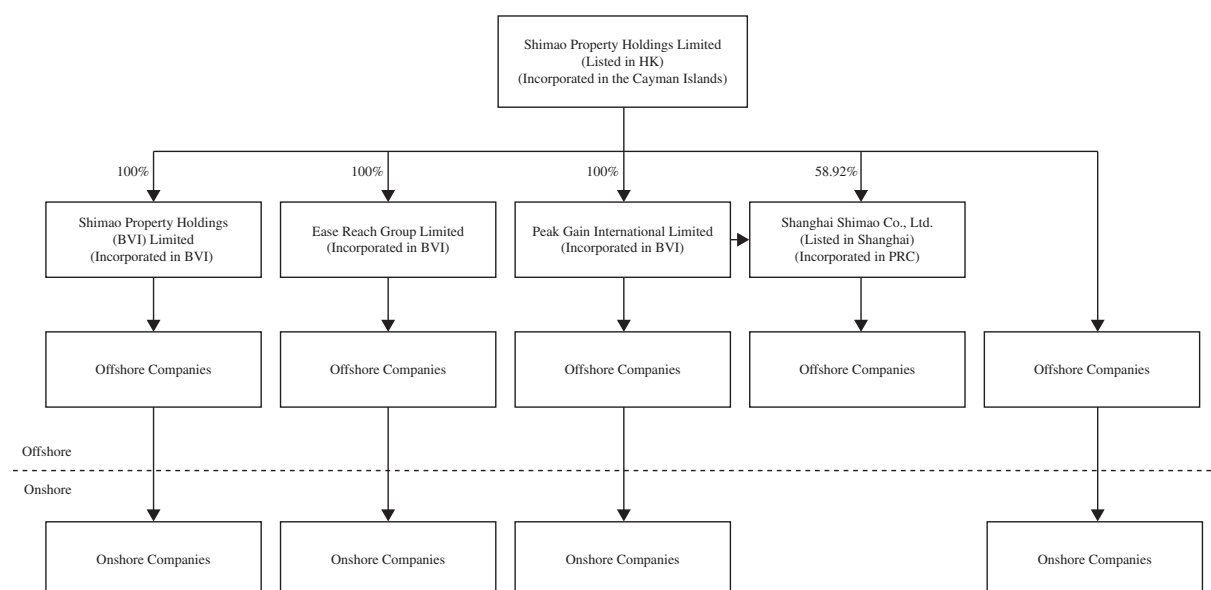 Shimao Property Holdings Limited
(Listed in HK)
(Incorporated in the Cayman Islands)
100%
100%
100%
58.92%
Shimao Property Holdings
(BVI) Limited
(Incorporated in BVI)
Ease Reach Group Limited
(Incorporated in BVI)
Peak Gain International Limited
(Incorporated in BVI)
Shanghai Shimao Co., Ltd.
(Listed in Shanghai)
(Incorporated in PRC)
Offshore Companies
Offshore Companies
Offshore Companies
Offshore Companies
Offshore Companies
Offshore
Onshore
Onshore Companies
Onshore Companies
Onshore Companies
Onshore Companies